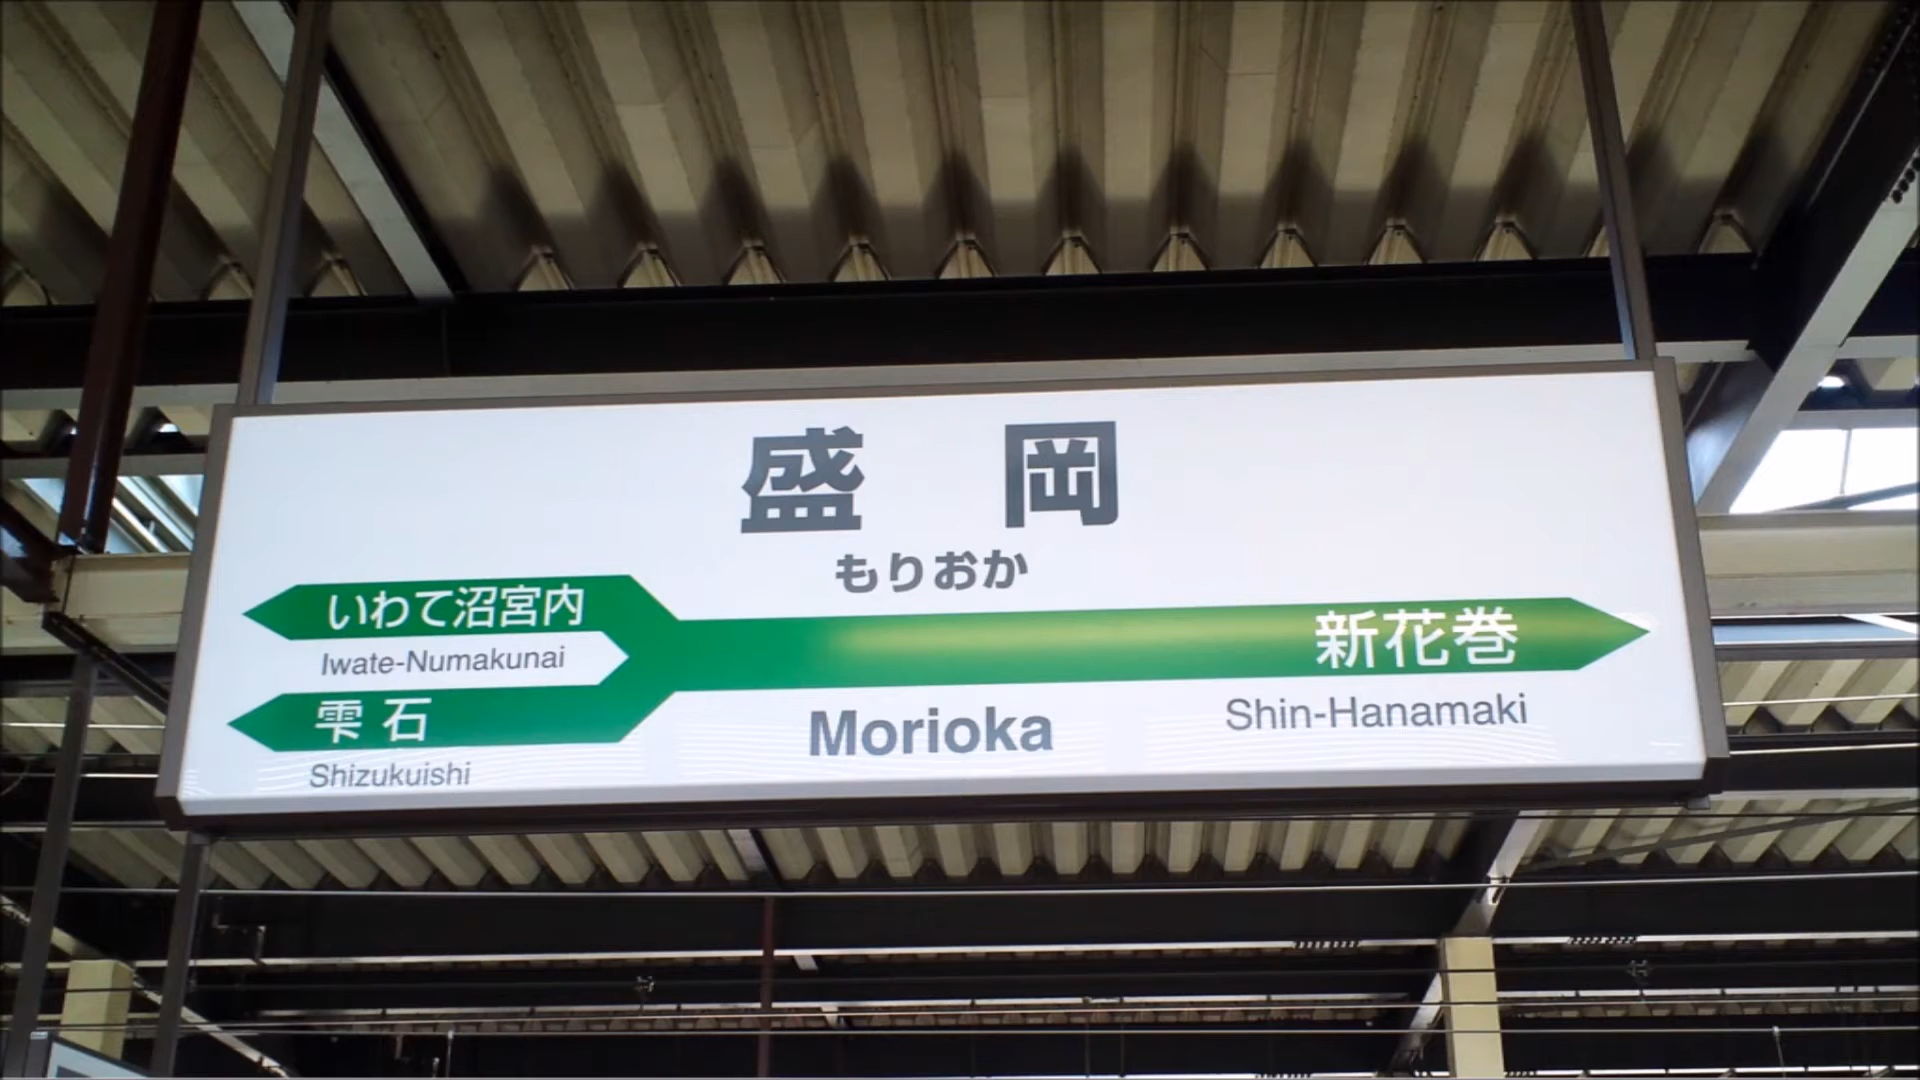 盛 岡
もりおか
いわて沼宮内
Iwate-Numakunai
雫 石
Shizukuishi
新花巻
Morioka
Shin-Hanamaki